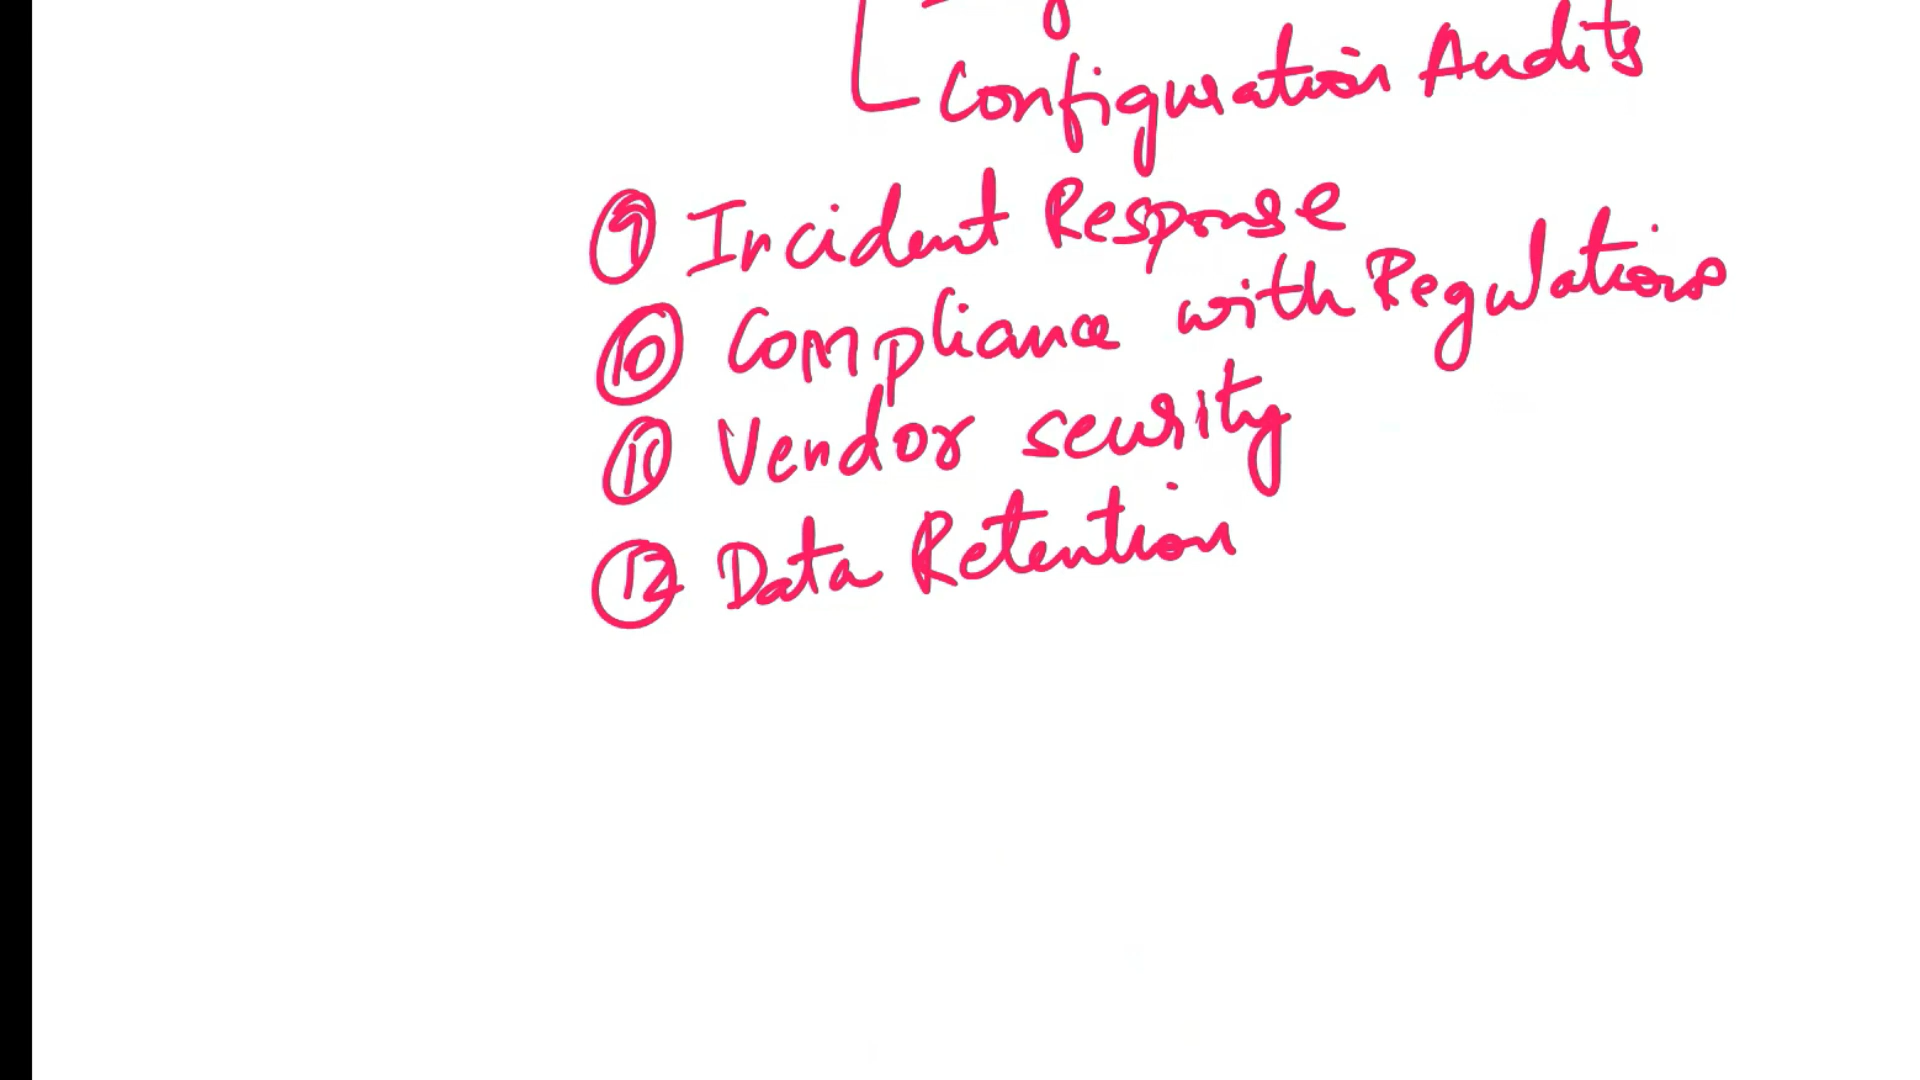 Configuration Audits
9 Incident Response
10 Compliance with Regulations
11 Vendor security
12 Data Retention